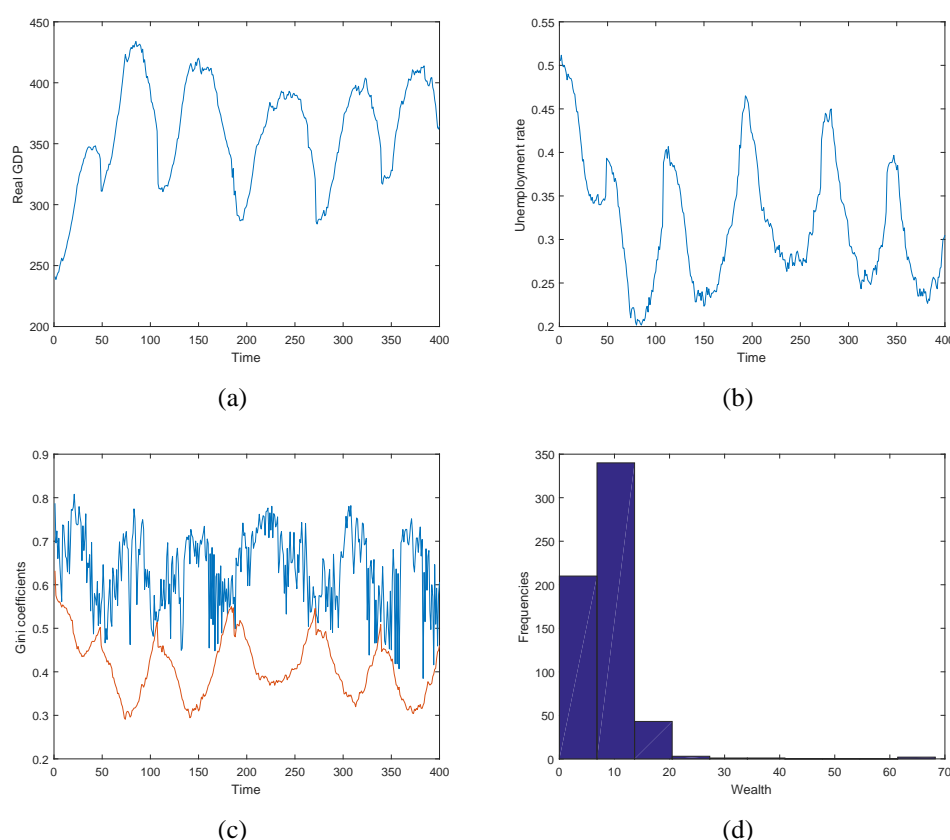 450
400
350
300
250
200
Real GDP
0 50 100 150 200 250 300 350 400
Time
(a)
0.55
0.5
0.45
0.4
0.35
0.3
0.25
0.2
Unemployment rate
0 50 100 150 200 250 300 350 400
Time
(b)
0.9
0.8
0.7
0.6
0.5
0.4
0.3
0.2
Gini coefficients
0 50 100 150 200 250 300 350 400
Time
(c)
350
300
250
200
150
100
50
0
Frequencies
0 10 20 30 40 50 60 70
Wealth
(d)